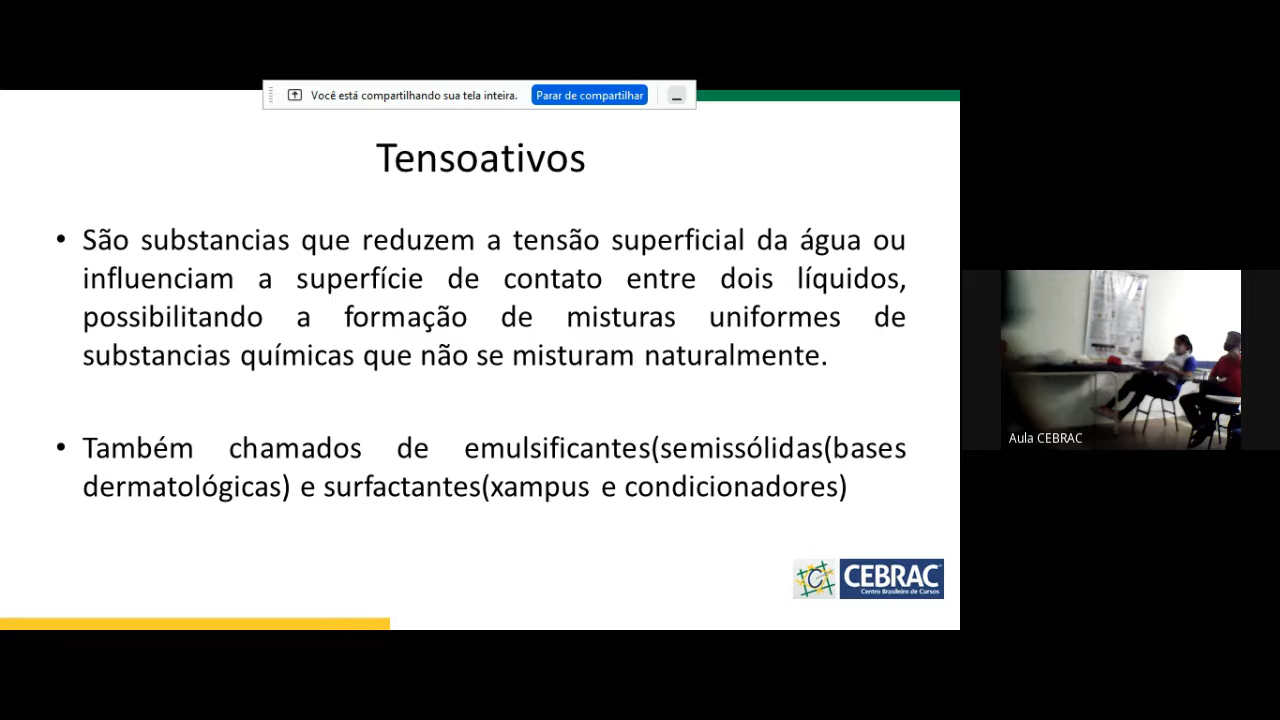 Você está compartilhando sua tela inteira. Parar de compartilhar
Tensoativos
• São substancias que reduzem a tensão superficial da água ou
influenciam a superfície de contato entre dois líquidos,
possibilitando a formação de misturas uniformes de
substancias químicas que não se misturam naturalmente.
• Também chamados de emulsificantes(semissólidas(bases
dermatológicas) e surfactantes(xampus e condicionadores)
Aula CEBRAC
C CEBRAC
Centro Brasileiro de Cursos